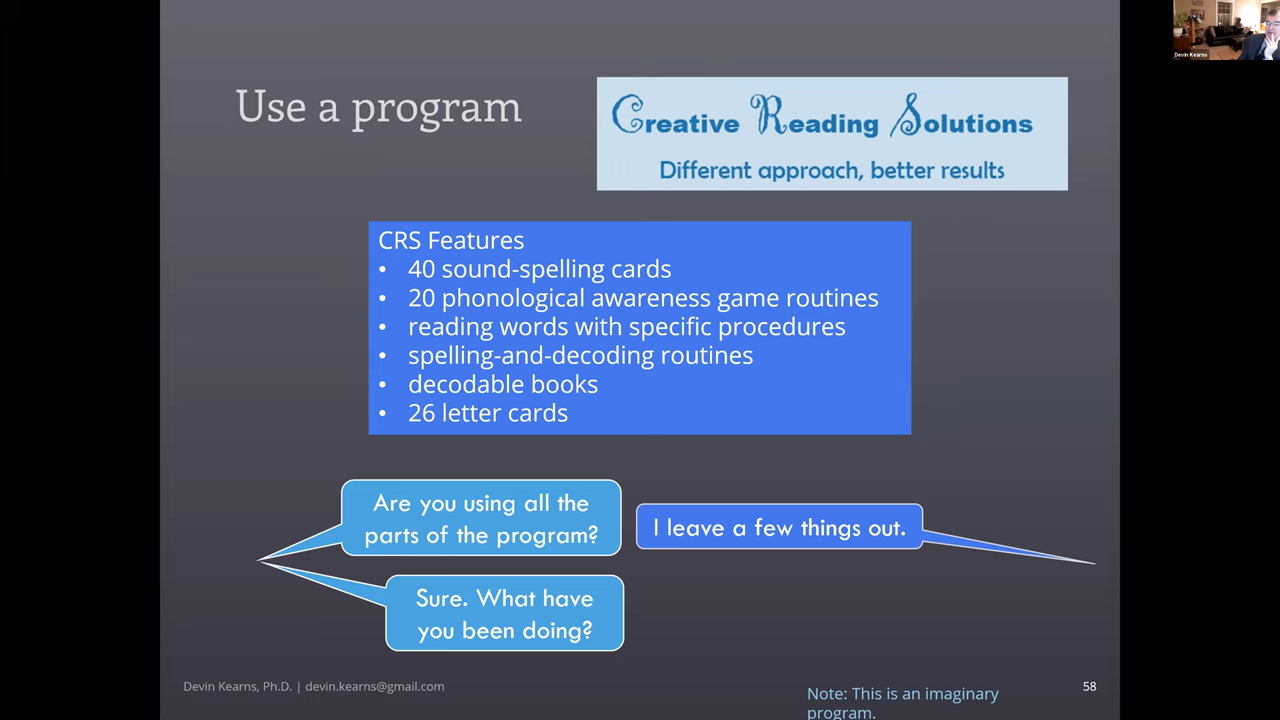 Use a program
Creative Reading Solutions
Different approach, better results
CRS Features
• 40 sound-spelling cards
• 20 phonological awareness game routines
• reading words with specific procedures
• spelling-and-decoding routines
• decodable books
• 26 letter cards
Are you using all the
parts of the program?
I leave a few things out.
Sure. What have
you been doing?
Devin Kearns, Ph.D. | devin.kearns@gmail.com
Note: This is an imaginary
program.
58
Devin Kearns